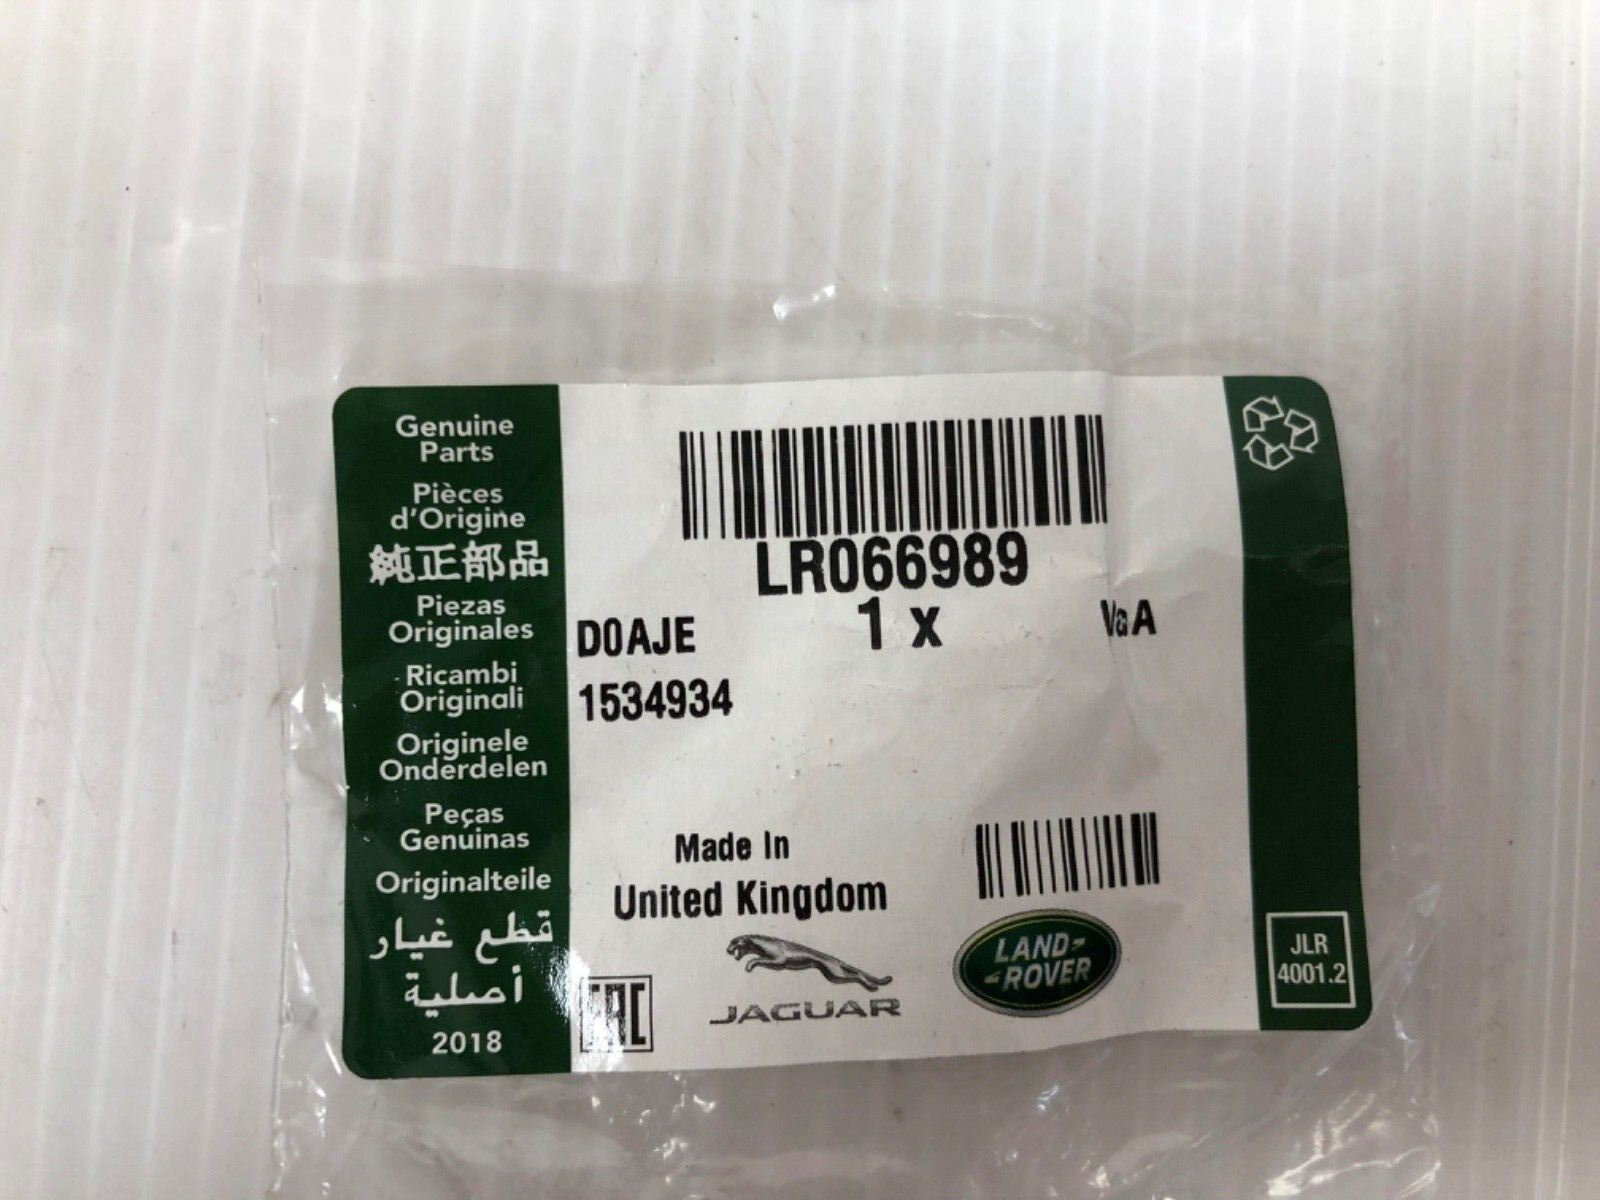 Genuine
Parts
Pièces
d'Origine
純正部品
Piezas
Originales
Ricambi
Originali
Originele
Onderdelen
Peças
Genuinas
Originalteile
قطع غيار
أصلية
2018
LR066989
1 x
D0AJE
1534934
Made In
United Kingdom
EAC
JAGUAR
LAND-
-ROVER
JLR
4001.2